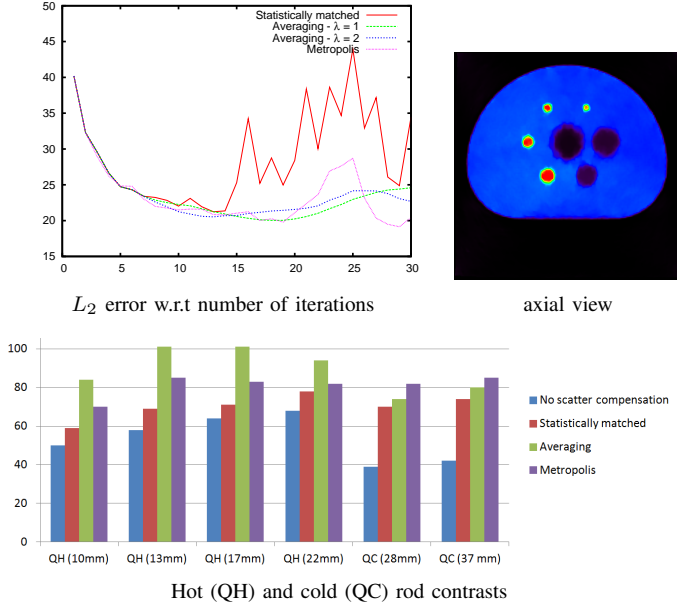 50
45
40
35
30
25
20
15
0 5 10 15 20 25 30
Statistically matched
Averaging - λ = 1
Averaging - λ = 2
Metropolis
L2 error w.r.t number of iterations
axial view
100
80
60
40
20
0
QH (10mm) QH (13mm) QH (17mm) QH (22mm) QC (28mm) QC (37 mm)
No scatter compensation
Statistically matched
Averaging
Metropolis
Hot (QH) and cold (QC) rod contrasts